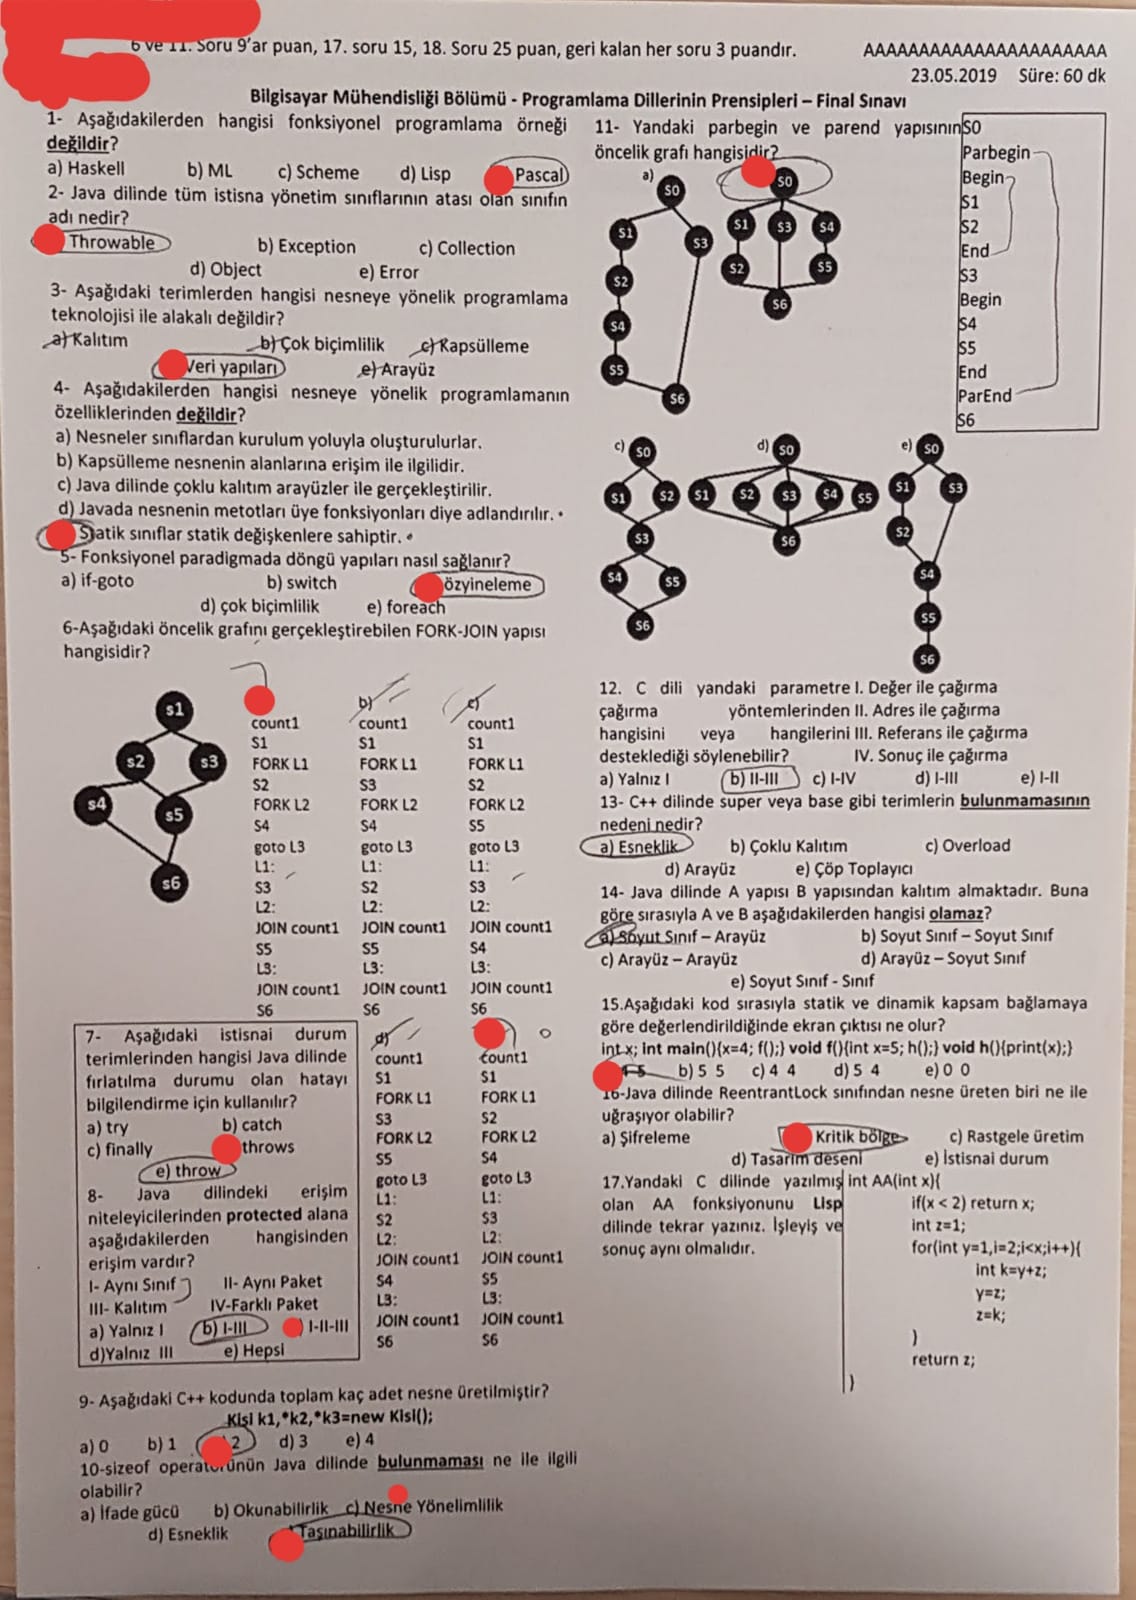 6 ve 11. Soru 9'ar puan, 17. soru 15, 18. Soru 25 puan, geri kalan her soru 3 puandır.
AAAAAAAAAAAAAAAAAAAAAA
23.05.2019 Süre: 60 dk
Bilgisayar Mühendisliği Bölümü - Programlama Dillerinin Prensipleri – Final Sınavı
1- Aşağıdakilerden hangisi fonksiyonel programlama örneği
değildir?
a) Haskell b) ML c) Scheme d) Lisp Pascal
2- Java dilinde tüm istisna yönetim sınıflarının atası olan sınıfın
adı nedir?
Throwable b) Exception c) Collection
d) Object e) Error
3- Aşağıdaki terimlerden hangisi nesneye yönelik programlama
teknolojisi ile alakalı değildir?
a) Kalıtım b) Çok biçimlilik c) Kapsülleme
Veri yapıları e) Arayüz
4- Aşağıdakilerden hangisi nesneye yönelik programlamanın
özelliklerinden değildir?
a) Nesneler sınıflardan kurulum yoluyla oluşturulurlar.
b) Kapsülleme nesnenin alanlarına erişim ile ilgilidir.
c) Java dilinde çoklu kalıtım arayüzler ile gerçekleştirilir.
d) Javada nesnenin metotları üye fonksiyonları diye adlandırılır.
Statik sınıflar statik değişkenlere sahiptir.
5- Fonksiyonel paradigmada döngü yapıları nasıl sağlanır?
a) if-goto b) switch özyineleme
d) çok biçimlilik e) foreach
6-Aşağıdaki öncelik grafını gerçekleştirebilen FORK-JOIN yapısı
hangisidir?
s1
s2 s3
s4 s5
s6
count1
S1
FORK L1
S2
FORK L2
S4
goto L3
L1:
S3
L2:
JOIN count1
S5
L3:
JOIN count1
S6
b)
count1
S1
FORK L1
S3
FORK L2
S4
goto L3
L1:
S2
L2:
JOIN count1
S5
L3:
JOIN count1
S6
c)
count1
S1
FORK L1
S2
FORK L2
S5
goto L3
L1:
S3
L2:
JOIN count1
S4
L3:
JOIN count1
S6
d)
count1
S1
FORK L1
S3
FORK L2
S5
goto L3
L1:
S2
L2:
JOIN count1
S4
L3:
JOIN count1
S6
count1
S1
FORK L1
S2
FORK L2
S4
goto L3
L1:
S3
L2:
JOIN count1
S5
L3:
JOIN count1
S6
7- Aşağıdaki istisnai durum
terimlerinden hangisi Java dilinde
fırlatılma durumu olan hatayı
bilgilendirme için kullanılır?
a) try b) catch
c) finally throws
e) throw
8- Java dilindeki erişim
niteleyicilerinden protected alana
aşağıdakilerden hangisinden
erişim vardır?
I- Aynı Sınıf II- Aynı Paket
III- Kalıtım IV-Farklı Paket
a) Yalnız I b) I-III ) I-II-III
d)Yalnız III e) Hepsi
9- Aşağıdaki C++ kodunda toplam kaç adet nesne üretilmiştir?
Kisi k1,*k2,*k3=new Kisi();
a) 0 b) 1 2 d) 3 e) 4
10-sizeof operatörünün Java dilinde bulunmaması ne ile ilgili
olabilir?
a) İfade gücü b) Okunabilirlik c) Nesne Yönelimlilik
d) Esneklik Taşınabilirlik
11- Yandaki parbegin ve parend yapısının
öncelik grafı hangisidir?
S0
Parbegin
Begin
S1
S2
End
S3
Begin
S4
S5
End
ParEnd
S6
a)
S0
S1
S3
S2
S4
S5
S6
S0
S1 S3 S4
S2 S5
S6
c)
S0
S1 S2
S3
S4 S5
S6
d)
S0
S1 S2 S3 S4 S5
S6
e)
S0
S1 S3
S2
S4
S5
S6
12. C dili yandaki parametre I. Değer ile çağırma
çağırma yöntemlerinden II. Adres ile çağırma
hangisini veya hangilerini III. Referans ile çağırma
desteklediği söylenebilir? IV. Sonuç ile çağırma
a) Yalnız I b) II-III c) I-IV d) I-III e) I-II
13- C++ dilinde super veya base gibi terimlerin bulunmamasının
nedeni nedir?
a) Esneklik b) Çoklu Kalıtım c) Overload
d) Arayüz e) Çöp Toplayıcı
14- Java dilinde A yapısı B yapısından kalıtım almaktadır. Buna
göre sırasıyla A ve B aşağıdakilerden hangisi olamaz?
a) Soyut Sınıf – Arayüz b) Soyut Sınıf – Soyut Sınıf
c) Arayüz – Arayüz d) Arayüz – Soyut Sınıf
e) Soyut Sınıf - Sınıf
15.Aşağıdaki kod sırasıyla statik ve dinamik kapsam bağlamaya
göre değerlendirildiğinde ekran çıktısı ne olur?
int x; int main(){x=4; f();} void f(){int x=5; h();} void h(){print(x);}
5 b) 5 5 c) 4 4 d) 5 4 e) 0 0
16-Java dilinde ReentrantLock sınıfından nesne üreten biri ne ile
uğraşıyor olabilir?
a) Şifreleme Kritik bölge c) Rastgele üretim
d) Tasarım deseni e) İstisnai durum
17.Yandaki C dilinde yazılmış
olan AA fonksiyonunu Lisp
dilinde tekrar yazınız. İşleyiş ve
sonuç aynı olmalıdır.
int AA(int x){
if(x < 2) return x;
int z=1;
for(int y=1,i=2;i<x;i++){
int k=y+z;
y=z;
z=k;
}
return z;
}